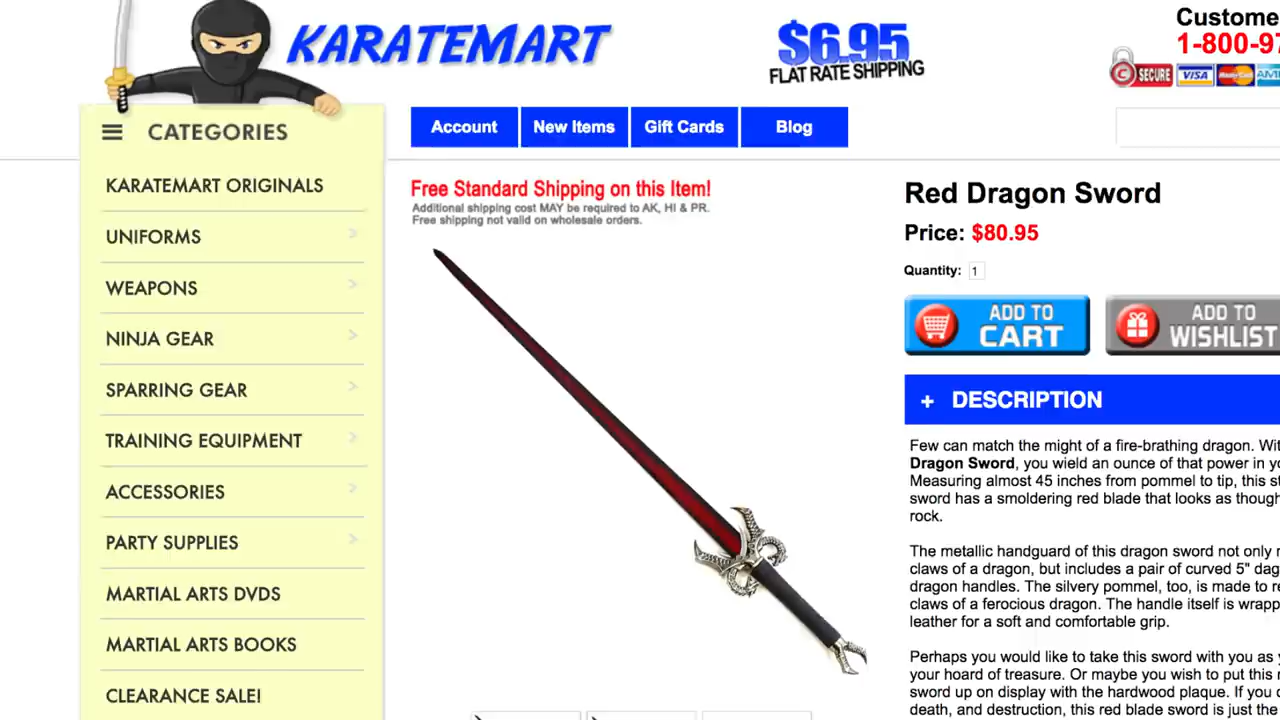 KARATEMART
$6.95
FLAT RATE SHIPPING
Custome
1-800-97
SECURE VISA MasterCard AM
CATEGORIES
Account New Items Gift Cards Blog
KARATEMART ORIGINALS
UNIFORMS
WEAPONS
NINJA GEAR
SPARRING GEAR
TRAINING EQUIPMENT
ACCESSORIES
PARTY SUPPLIES
MARTIAL ARTS DVDS
MARTIAL ARTS BOOKS
CLEARANCE SALE!
Free Standard Shipping on this Item!
Additional shipping cost MAY be required to AK, HI & PR.
Free shipping not valid on wholesale orders.
Red Dragon Sword
Price: $80.95
Quantity: 1
ADD TO
CART
ADD TO
WISHLIST
+ DESCRIPTION
Few can match the might of a fire-brathing dragon. Wit
Dragon Sword, you wield an ounce of that power in yo
Measuring almost 45 inches from pommel to tip, this st
sword has a smoldering red blade that looks as though
rock.
The metallic handguard of this dragon sword not only r
claws of a dragon, but includes a pair of curved 5" dag
dragon handles. The silvery pommel, too, is made to re
claws of a ferocious dragon. The handle itself is wrapp
leather for a soft and comfortable grip.
Perhaps you would like to take this sword with you as y
your hoard of treasure. Or maybe you wish to put this r
sword up on display with the hardwood plaque. If you d
death, and destruction, this red blade sword is just the